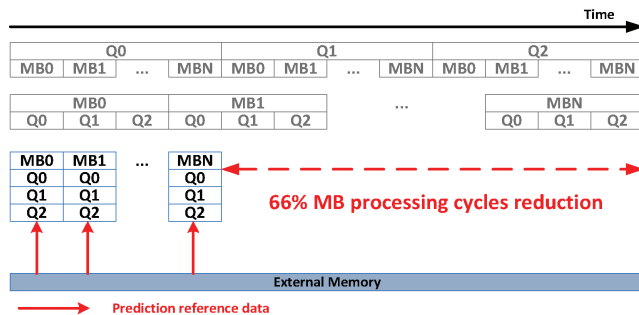 Time
Q0 Q1 Q2
MB0 MB1 ... MBN MB0 MB1 ... MBN MB0 MB1 ... MBN
MB0 MB1 ... MBN
Q0 Q1 Q2 Q0 Q1 Q2 Q0 Q1 Q2
MB0 MB1 ... MBN
Q0 Q0 Q0
Q1 Q1 Q1
Q2 Q2 Q2
66% MB processing cycles reduction
External Memory
Prediction reference data